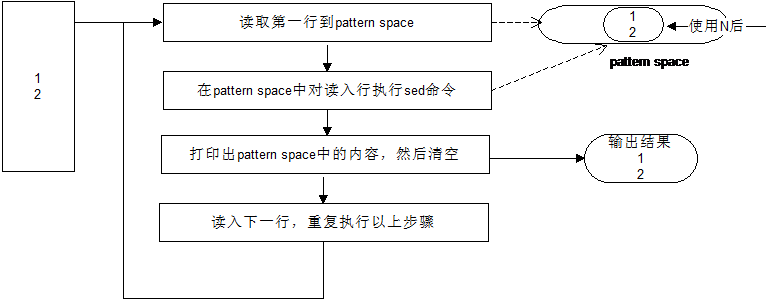 1
2
读取第一行到pattern space
在pattern space中对读入行执行sed命令
打印出pattern space中的内容，然后清空
读入下一行，重复执行以上步骤
1
2
使用N后
pattern space
输出结果
1
2